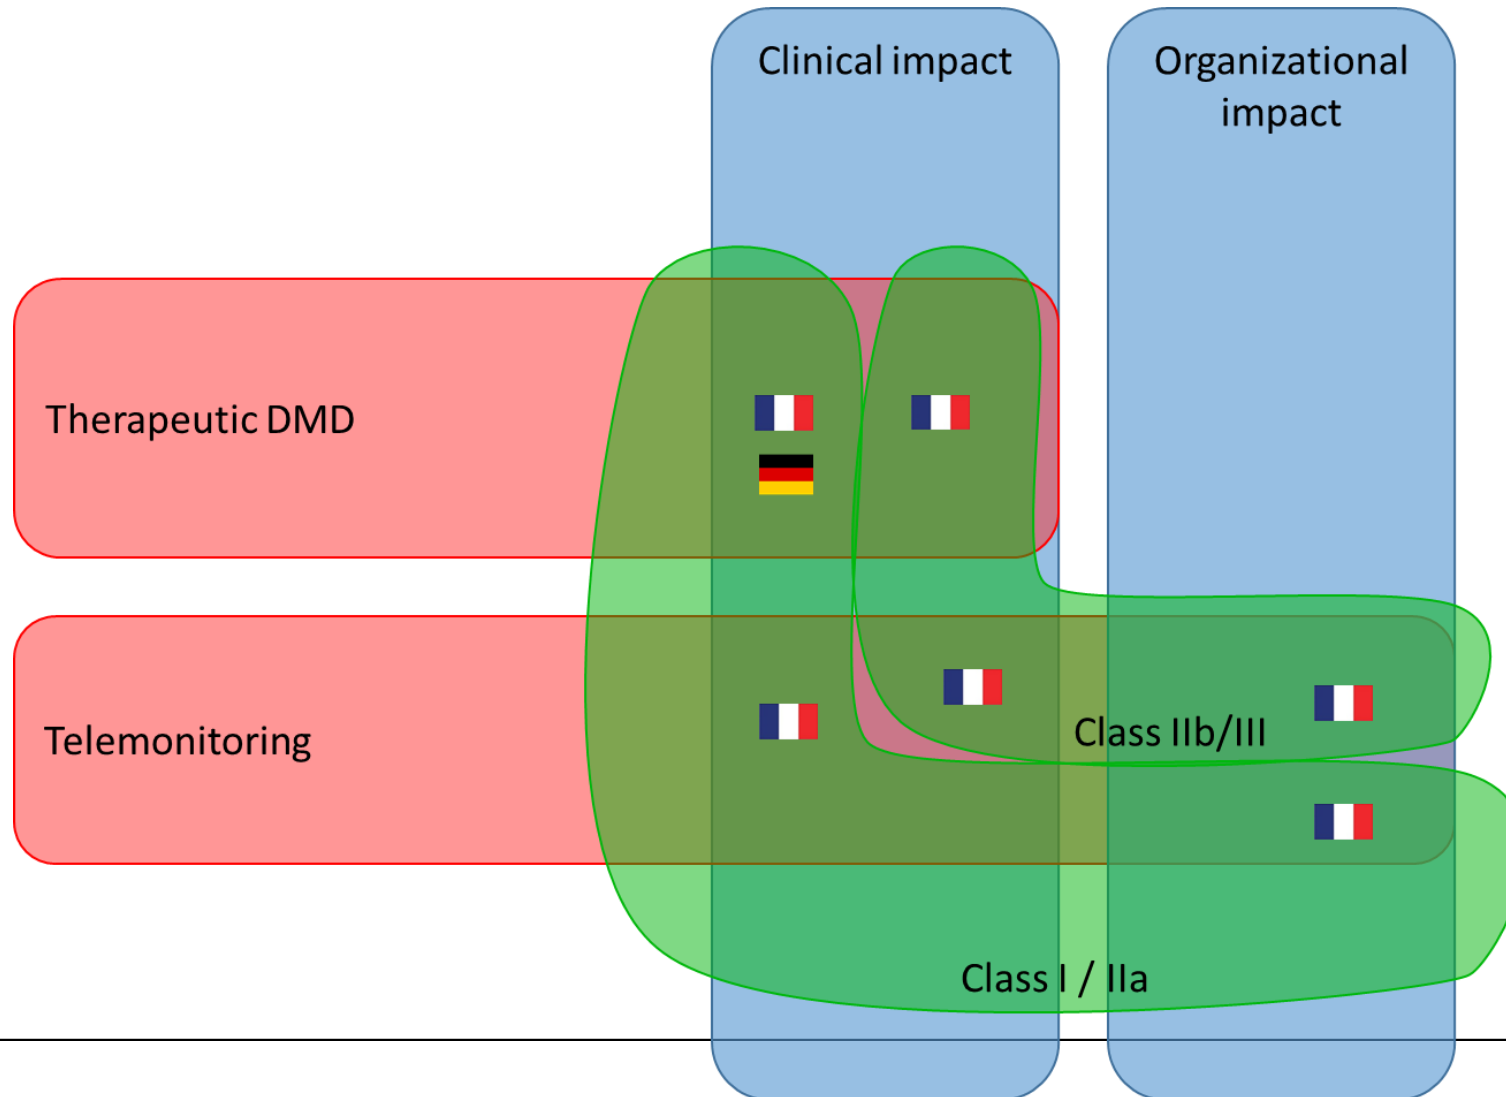 Clinical impact
Organizational
impact
Therapeutic DMD
Telemonitoring
Class IIb/III
Class I / IIa